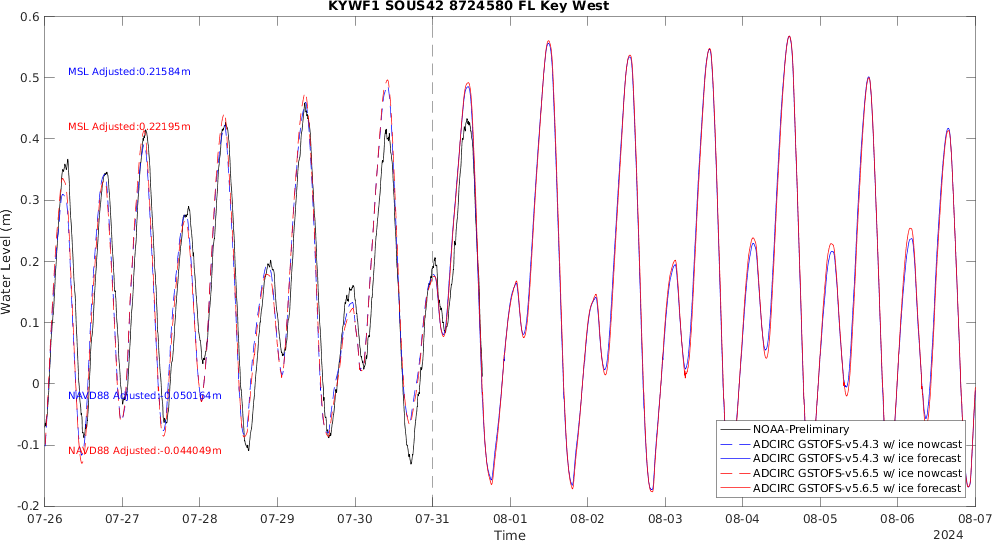 KYWF1 SOUS42 8724580 FL Key West
0.6
0.5
0.4
0.3
0.2
0.1
0
-0.1
-0.2
Water Level (m)
MSL Adjusted:0.21584m
MSL Adjusted:0.22195m
NAVD88 Adjusted:-0.050164m
NAVD88 Adjusted:-0.044049m
NOAA-Preliminary
ADCIRC GSTOFS-v5.4.3 w/ ice nowcast
ADCIRC GSTOFS-v5.4.3 w/ ice forecast
ADCIRC GSTOFS-v5.6.5 w/ ice nowcast
ADCIRC GSTOFS-v5.6.5 w/ ice forecast
07-26 07-27 07-28 07-29 07-30 07-31 08-01 08-02 08-03 08-04 08-05 08-06 08-07
Time
2024